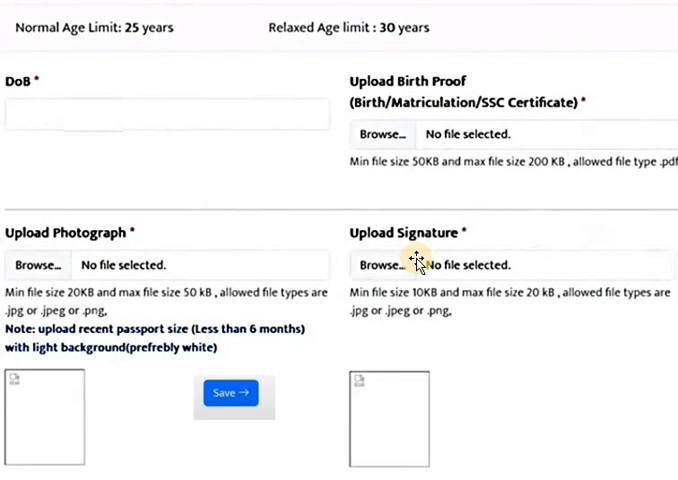 Normal Age Limit: 25 years
Relaxed Age limit : 30 years
DoB *
Upload Birth Proof
(Birth/Matriculation/SSC Certificate) *
Browse... No file selected.
Min file size 50KB and max file size 200 KB , allowed file type .pdf
Upload Photograph *
Browse... No file selected.
Min file size 20KB and max file size 50 kB , allowed file types are
.jpg or .jpeg or .png,
Note: upload recent passport size (Less than 6 months)
with light background(prefrebly white)
Upload Signature *
Browse... No file selected.
Min file size 10KB and max file size 20 kB , allowed file types are
.jpg or .jpeg or .png,
Save →